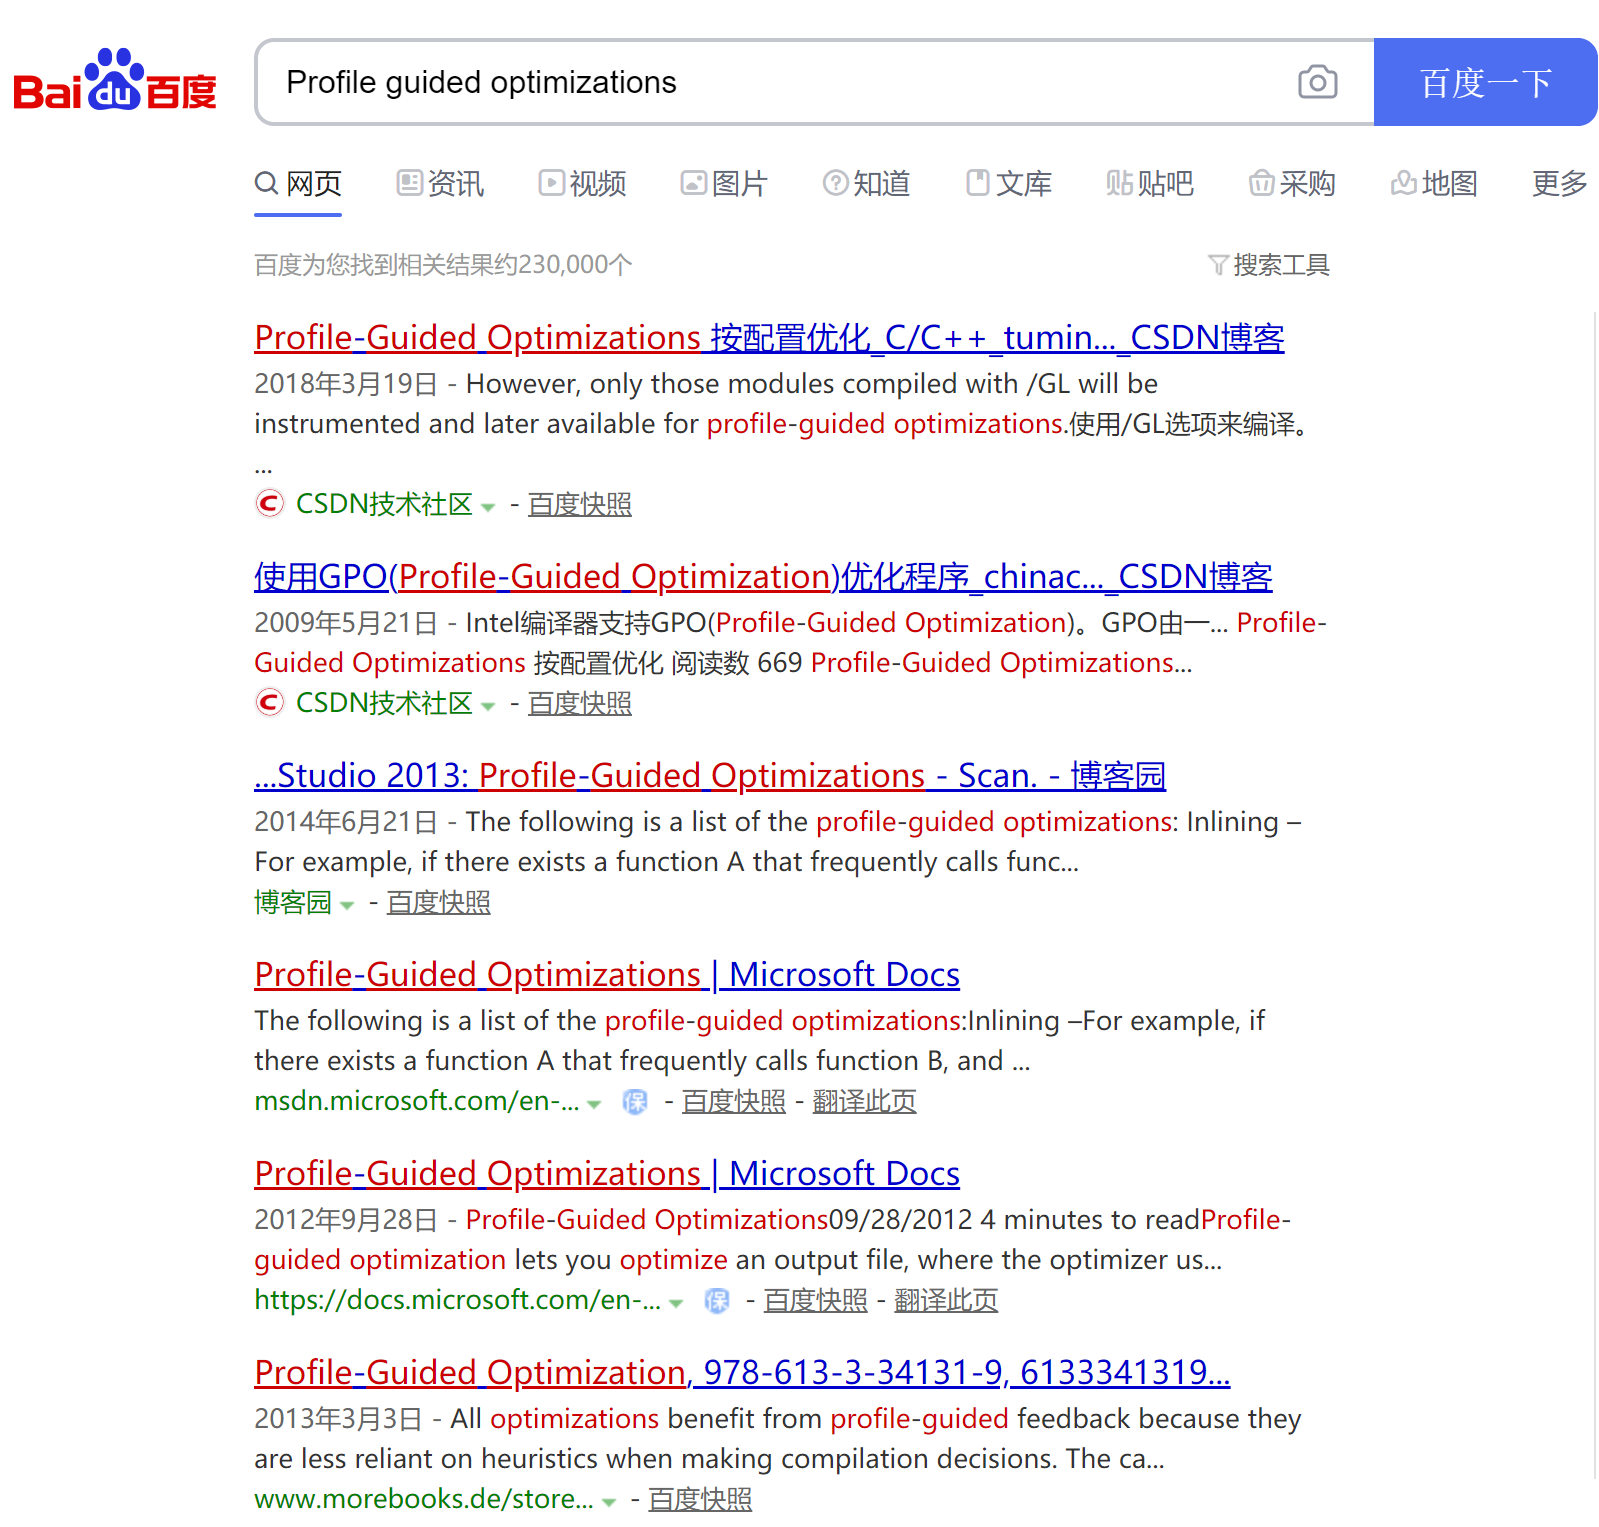 Bai du 百度
Profile guided optimizations
百度一下
网页 资讯 视频 图片 知道 文库 贴 贴吧 采购 地图 更多
百度为您找到相关结果约230,000个 搜索工具
Profile-Guided Optimizations 按配置优化_C/C++_tumin..._CSDN博客
2018年3月19日 - However, only those modules compiled with /GL will be
instrumented and later available for profile-guided optimizations.使用/GL选项来编译。
...
CSDN技术社区 - 百度快照
使用GPO(Profile-Guided Optimization)优化程序_chinac..._CSDN博客
2009年5月21日 - Intel编译器支持GPO(Profile-Guided Optimization)。GPO由一... Profile-
Guided Optimizations 按配置优化 阅读数 669 Profile-Guided Optimizations...
CSDN技术社区 - 百度快照
...Studio 2013: Profile-Guided Optimizations - Scan. - 博客园
2014年6月21日 - The following is a list of the profile-guided optimizations: Inlining –
For example, if there exists a function A that frequently calls func...
博客园 - 百度快照
Profile-Guided Optimizations | Microsoft Docs
The following is a list of the profile-guided optimizations:Inlining –For example, if
there exists a function A that frequently calls function B, and ...
msdn.microsoft.com/en-... 保 - 百度快照 - 翻译此页
Profile-Guided Optimizations | Microsoft Docs
2012年9月28日 - Profile-Guided Optimizations09/28/2012 4 minutes to readProfile-
guided optimization lets you optimize an output file, where the optimizer us...
https://docs.microsoft.com/en-... 保 - 百度快照 - 翻译此页
Profile-Guided Optimization, 978-613-3-34131-9, 6133341319...
2013年3月3日 - All optimizations benefit from profile-guided feedback because they
are less reliant on heuristics when making compilation decisions. The ca...
www.morebooks.de/store... - 百度快照